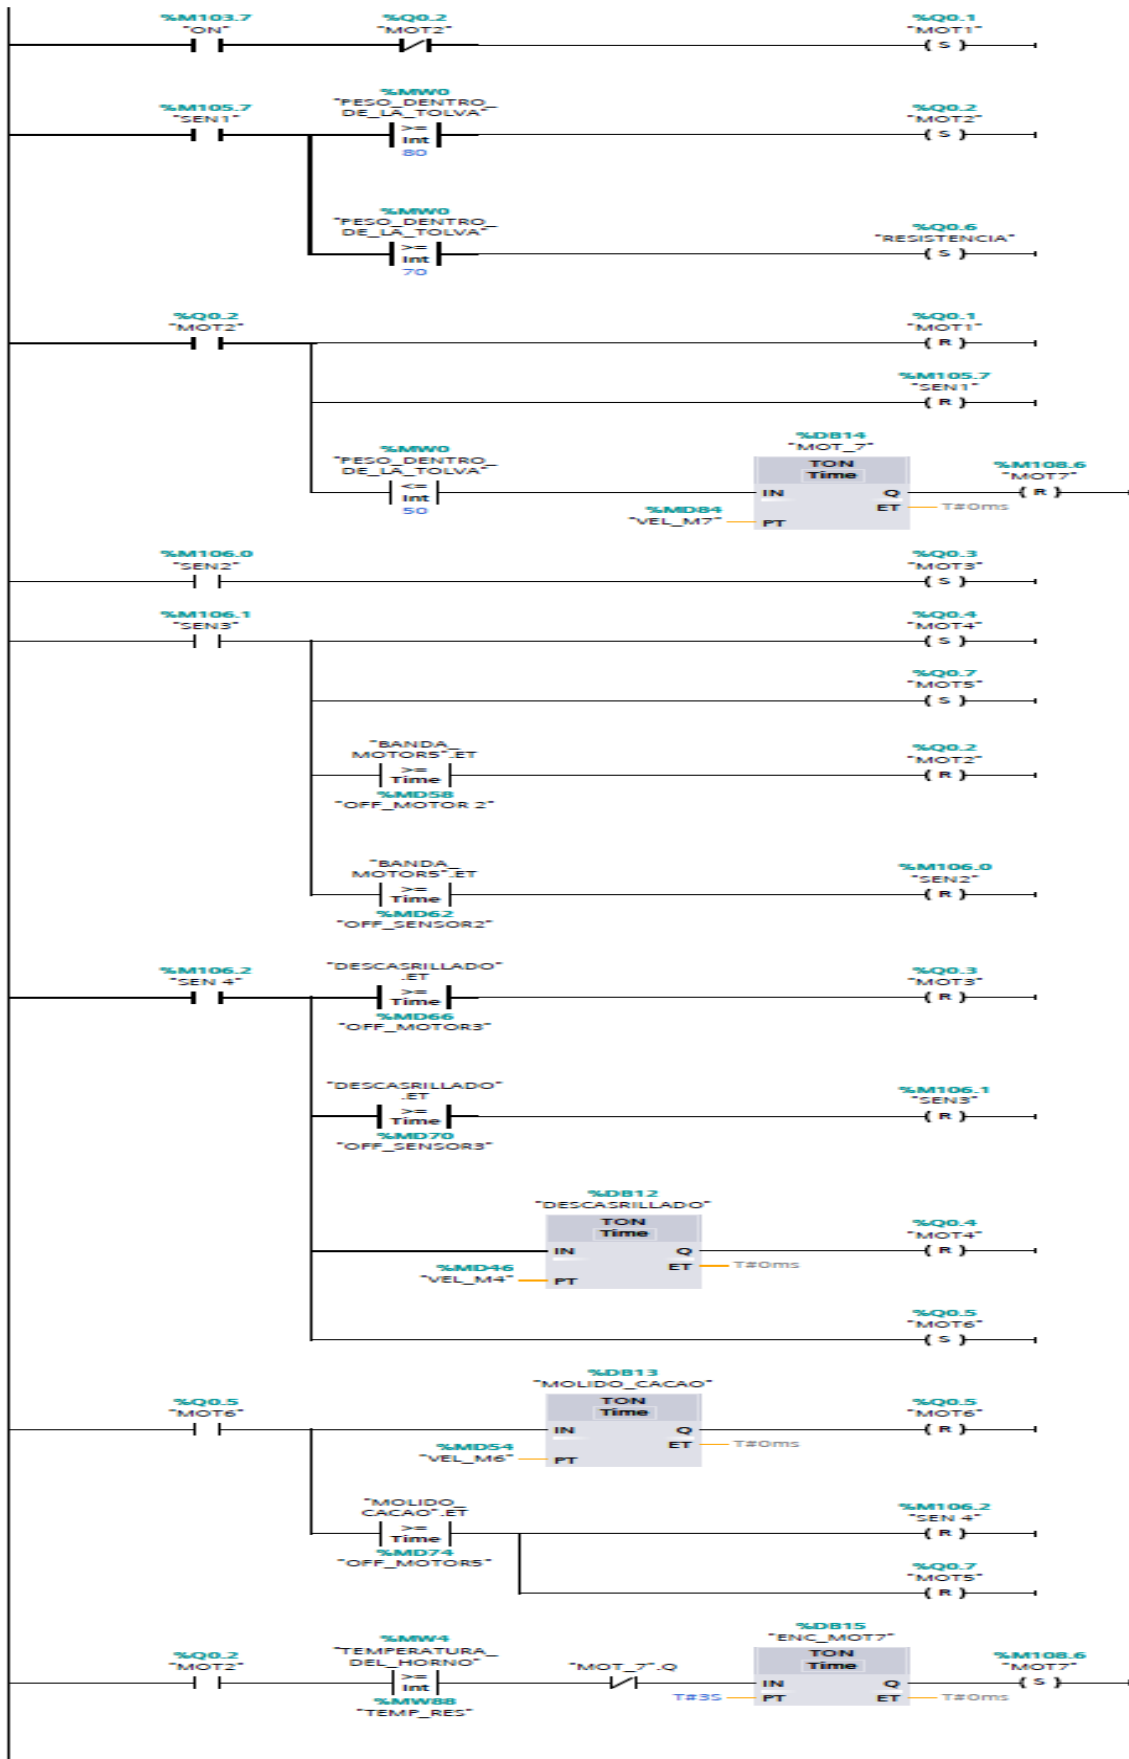 %M103.7 %Q0.2 %Q0.1
"ON" "MOT2" "MOT1"
S
%MW0
%M105.7 "PESO_DENTRO_ %Q0.2
"SEN1" DE_LA_TOLVA" "MOT2"
>= S
Int
80
%MW0
"PESO_DENTRO_ %Q0.6
DE_LA_TOLVA" "RESISTENCIA"
>= S
Int
70
%Q0.2 %Q0.1
"MOT2" "MOT1"
R
%M105.7
"SEN1"
R
%DB14
%MW0 "MOT_7"
"PESO_DENTRO_ TON %M108.6
DE_LA_TOLVA" Time "MOT7"
<= IN Q R
Int ET T#0ms
50 %MD84
"VEL_M7" PT
%M106.0 %Q0.3
"SEN2" "MOT3"
S
%M106.1 %Q0.4
"SEN3" "MOT4"
S
%Q0.7
"MOT5"
S
"BANDA_ %Q0.2
MOTOR5".ET "MOT2"
>= R
Time
%MD58
"OFF_MOTOR 2"
"BANDA_ %M106.0
MOTOR5".ET "SEN2"
>= R
Time
%MD62
"OFF_SENSOR2"
%M106.2 "DESCASRILLADO" %Q0.3
"SEN 4" .ET "MOT3"
>= R
Time
%MD66
"OFF_MOTOR3"
"DESCASRILLADO" %M106.1
.ET "SEN3"
>= R
Time
%MD70
"OFF_SENSOR3"
%DB12
"DESCASRILLADO"
TON %Q0.4
Time "MOT4"
IN Q R
%MD46 ET T#0ms
"VEL_M4" PT
%Q0.5
"MOT6"
S
%DB13
"MOLIDO_CACAO"
%Q0.5 TON %Q0.5
"MOT6" Time "MOT6"
IN Q R
%MD54 ET T#0ms
"VEL_M6" PT
"MOLIDO_ %M106.2
CACAO".ET "SEN 4"
>= R
Time
%MD74
"OFF_MOTOR5" %Q0.7
"MOT5"
R
%DB15
%MW4 "ENC_MOT7"
%Q0.2 "TEMPERATURA_ TON %M108.6
"MOT2" DEL_HORNO" "MOT_7".Q Time "MOT7"
>= IN Q S
Int T#3S PT ET T#0ms
%MW88
"TEMP_RES"